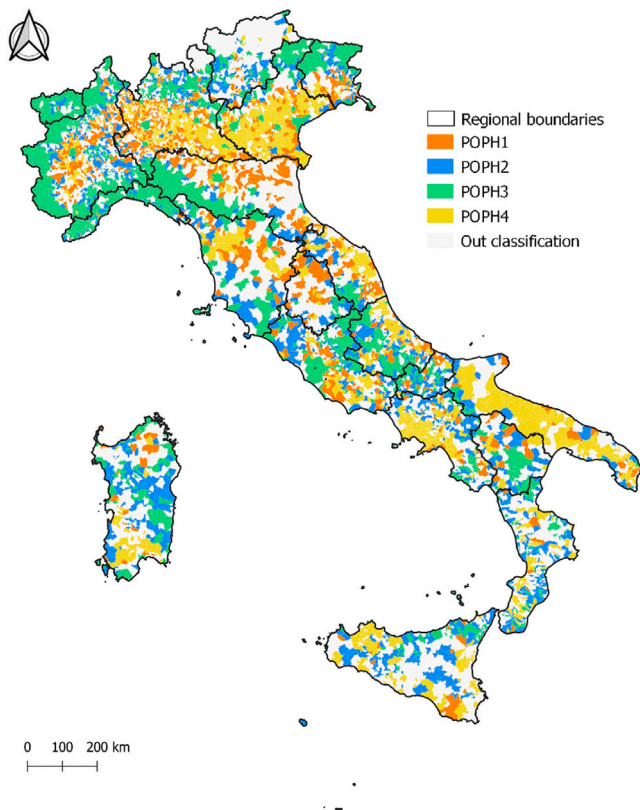 Regional boundaries
POPH1
POPH2
POPH3
POPH4
Out classification
0 100 200 km